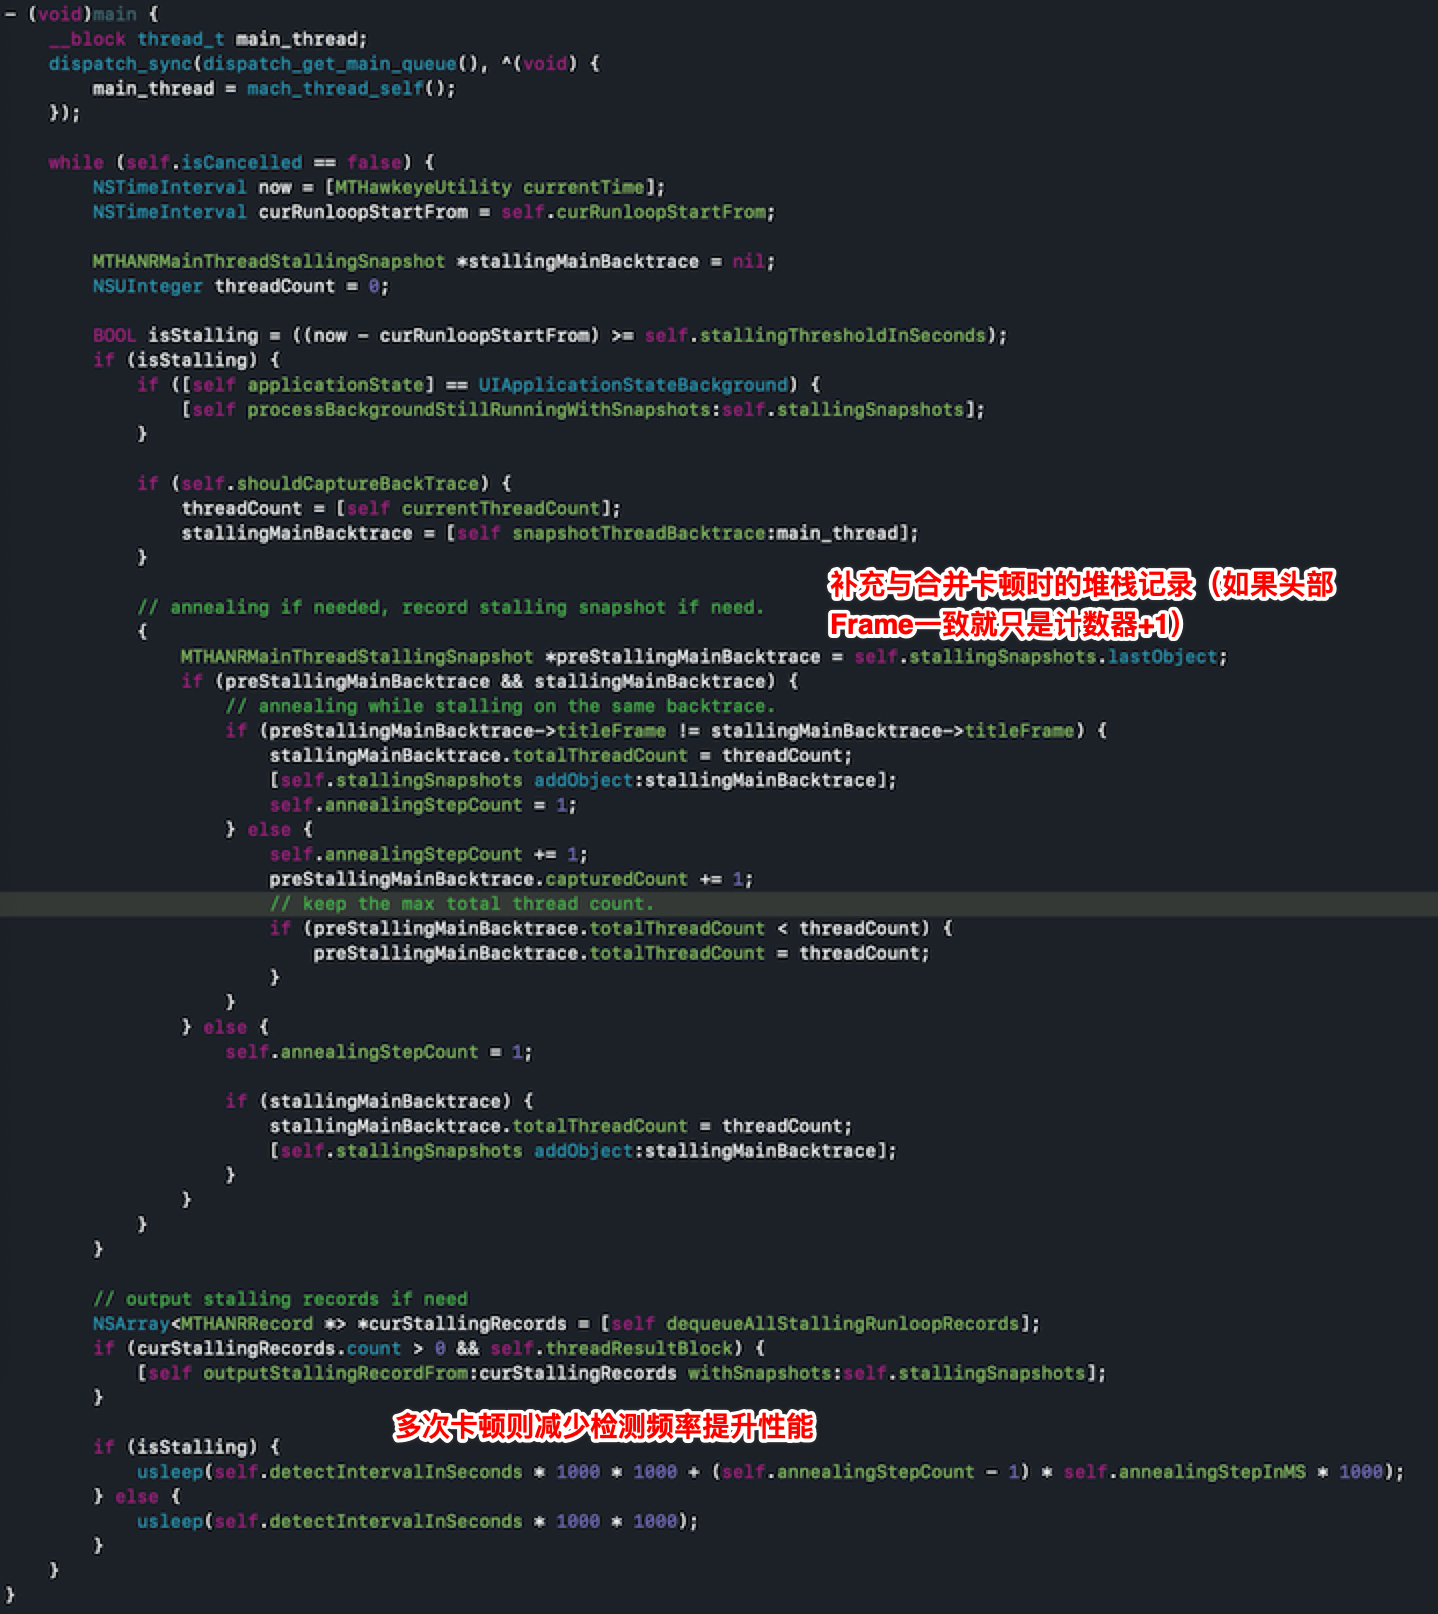 - (void)main {
    __block thread_t main_thread;
    dispatch_sync(dispatch_get_main_queue(), ^(void) {
        main_thread = mach_thread_self();
    });

    while (self.isCancelled == false) {
        NSTimeInterval now = [MTHawkeyeUtility currentTime];
        NSTimeInterval curRunloopStartFrom = self.curRunloopStartFrom;

        MTHANRMainThreadStallingSnapshot *stallingMainBacktrace = nil;
        NSUInteger threadCount = 0;

        BOOL isStalling = ((now - curRunloopStartFrom) >= self.stallingThresholdInSeconds);
        if (isStalling) {
            if ([self applicationState] == UIApplicationStateBackground) {
                [self processBackgroundStillRunningWithSnapshots:self.stallingSnapshots];
            }

            if (self.shouldCaptureBackTrace) {
                threadCount = [self currentThreadCount];
                stallingMainBacktrace = [self snapshotThreadBacktrace:main_thread];
            }
补充与合并卡顿时的堆栈记录（如果头部
            // annealing if needed, record stalling snapshot if need.
Frame一致就只是计数器+1）
            {
                MTHANRMainThreadStallingSnapshot *preStallingMainBacktrace = self.stallingSnapshots.lastObject;
                if (preStallingMainBacktrace && stallingMainBacktrace) {
                    // annealing while stalling on the same backtrace.
                    if (preStallingMainBacktrace->titleFrame != stallingMainBacktrace->titleFrame) {
                        stallingMainBacktrace.totalThreadCount = threadCount;
                        [self.stallingSnapshots addObject:stallingMainBacktrace];
                        self.annealingStepCount = 1;
                    } else {
                        self.annealingStepCount += 1;
                        preStallingMainBacktrace.capturedCount += 1;
                        // keep the max total thread count.
                        if (preStallingMainBacktrace.totalThreadCount < threadCount) {
                            preStallingMainBacktrace.totalThreadCount = threadCount;
                        }
                    }
                } else {
                    self.annealingStepCount = 1;

                    if (stallingMainBacktrace) {
                        stallingMainBacktrace.totalThreadCount = threadCount;
                        [self.stallingSnapshots addObject:stallingMainBacktrace];
                    }
                }
            }
        }

        // output stalling records if need
        NSArray<MTHANRRecord *> *curStallingRecords = [self dequeueAllStallingRunloopRecords];
        if (curStallingRecords.count > 0 && self.threadResultBlock) {
            [self outputStallingRecordFrom:curStallingRecords withSnapshots:self.stallingSnapshots];
        }
多次卡顿则减少检测频率提升性能
        if (isStalling) {
            usleep(self.detectIntervalInSeconds * 1000 * 1000 + (self.annealingStepCount - 1) * self.annealingStepInMS * 1000);
        } else {
            usleep(self.detectIntervalInSeconds * 1000 * 1000);
        }
    }
}